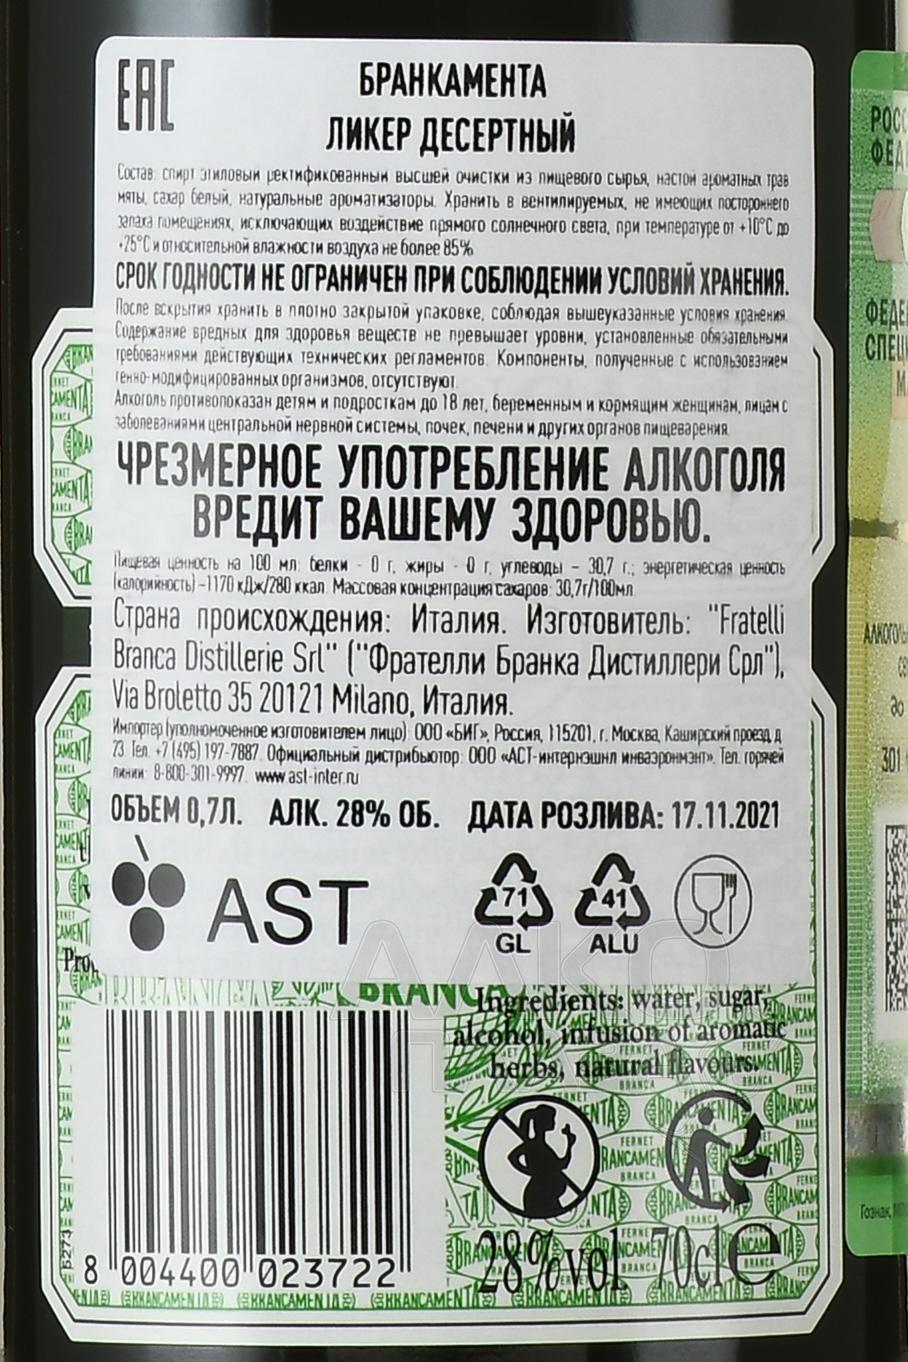 EAC
БРАНКАМЕНТА
ЛИКЕР ДЕСЕРТНЫЙ
Состав: спирт этиловый ректификованный высшей очистки из пищевого сырья, настои ароматных трав
мяты, сахар белый, натуральные ароматизаторы. Хранить в вентилируемых, не имеющих постороннего
запаха помещениях, исключающих воздействие прямого солнечного света, при температуре от +10°С до
+25°С и относительной влажности воздуха не более 85%
СРОК ГОДНОСТИ НЕ ОГРАНИЧЕН ПРИ СОБЛЮДЕНИИ УСЛОВИЙ ХРАНЕНИЯ.
После вскрытия хранить в плотно закрытой упаковке, соблюдая вышеуказанные условия хранения.
Содержание вредных для здоровья веществ не превышает уровни, установленные обязательными
требованиями действующих технических регламентов. Компоненты, полученные с использованием
генно-модифицированных организмов, отсутствуют.
Алкоголь противопоказан детям и подросткам до 18 лет, беременным и кормящим женщинам, лицам с
заболеваниями центральной нервной системы, почек, печени и других органов пищеварения.
ЧРЕЗМЕРНОЕ УПОТРЕБЛЕНИЕ АЛКОГОЛЯ
ВРЕДИТ ВАШЕМУ ЗДОРОВЬЮ.
Пищевая ценность на 100 мл: белки - 0 г, жиры - 0 г, углеводы – 30,7 г.; энергетическая ценность
(калорийность) –1170 кДж/280 ккал. Массовая концентрация сахаров: 30,7г/100мл.
Страна происхождения: Италия. Изготовитель: "Fratelli
Branca Distillerie Srl" ("Фрателли Бранка Дистиллери Срл"),
Via Broletto 35 20121 Milano, Италия.
Импортер (уполномоченное изготовителем лицо): ООО «БИГ», Россия, 115201, г. Москва, Каширский проезд, д
23 Тел. +7 (495) 197-7887. Официальный дистрибьютор: ООО «АСТ-интернэшнл инваэронмэнт». Тел. горячей
линии: 8-800-301-9997. www.ast-inter.ru
ОБЪЕМ 0,7Л. АЛК. 28% ОБ. ДАТА РОЗЛИВА: 17.11.2021
AST
71
GL
41
ALU
BRANCA
Ingredients: water, sugar,
alcohol, infusion of aromatic
herbs, natural flavours.
8 004400 023722
28%vol 70cl e